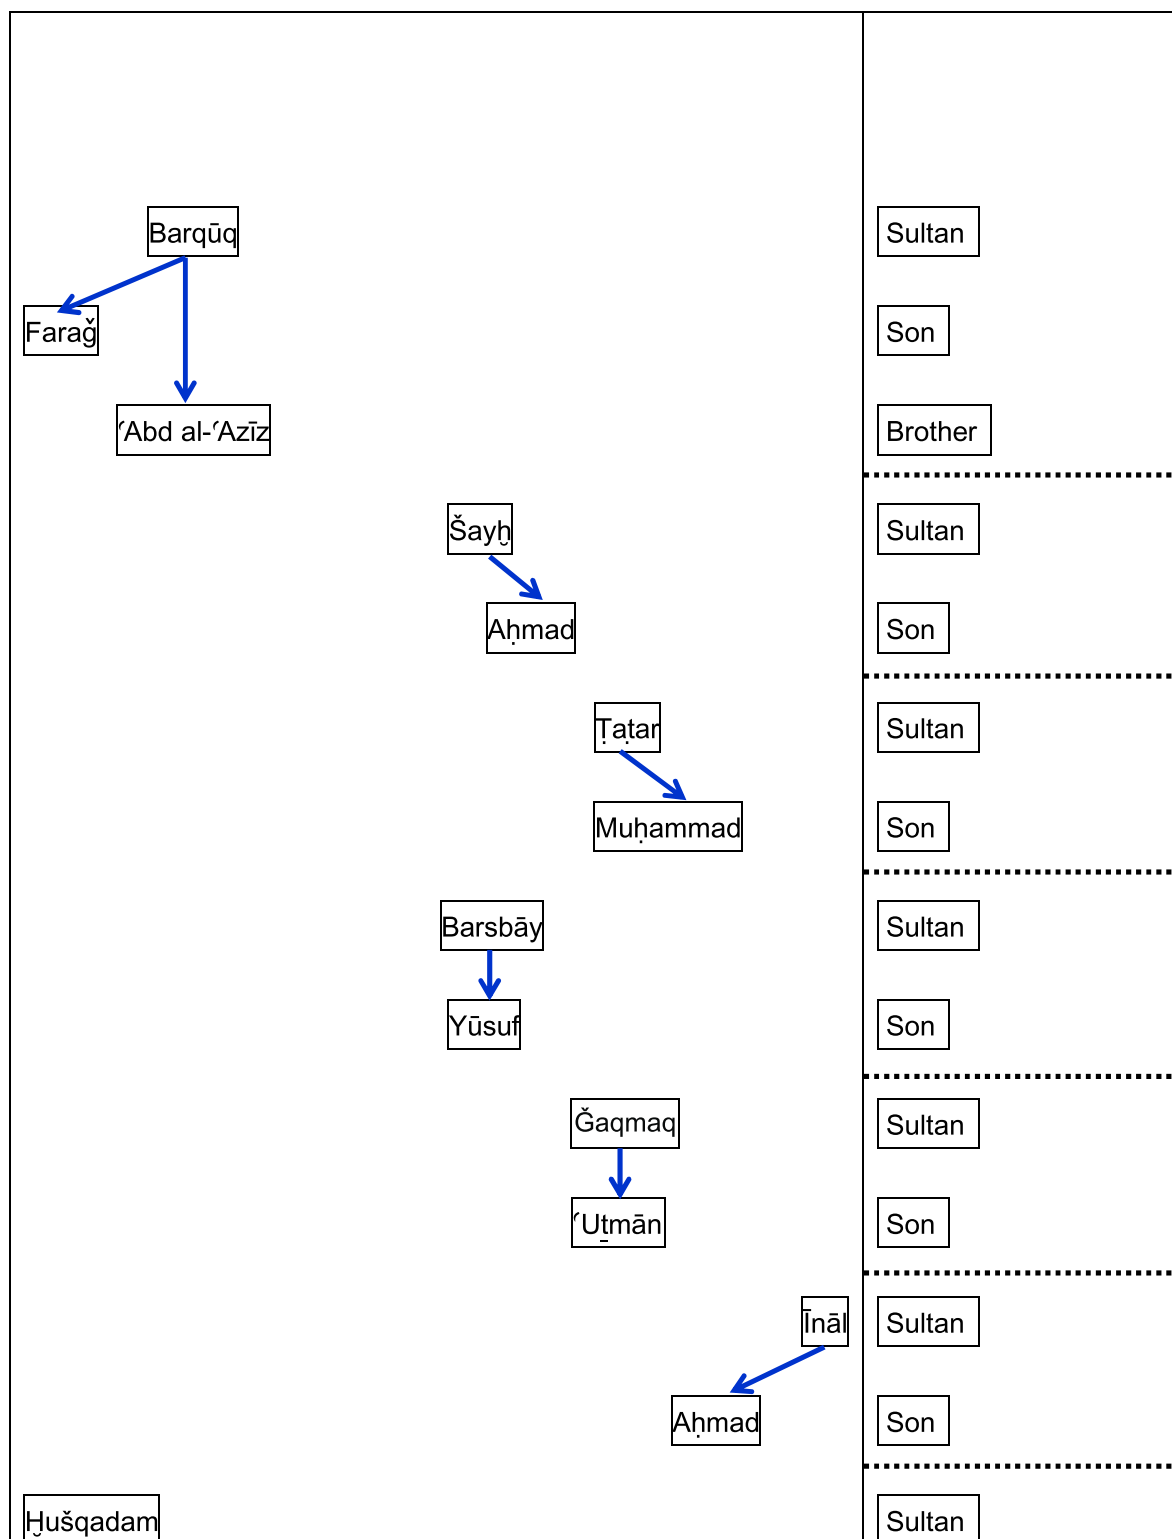 Barqūq Sultan
Faraǧ Son
ʿAbd al-ʿAzīz Brother
Šayḫ Sultan
Aḥmad Son
Ṭaṭar Sultan
Muḥammad Son
Barsbāy Sultan
Yūsuf Son
Ǧaqmaq Sultan
ʿUṯmān Son
Īnāl Sultan
Aḥmad Son
Ḫušqadam Sultan